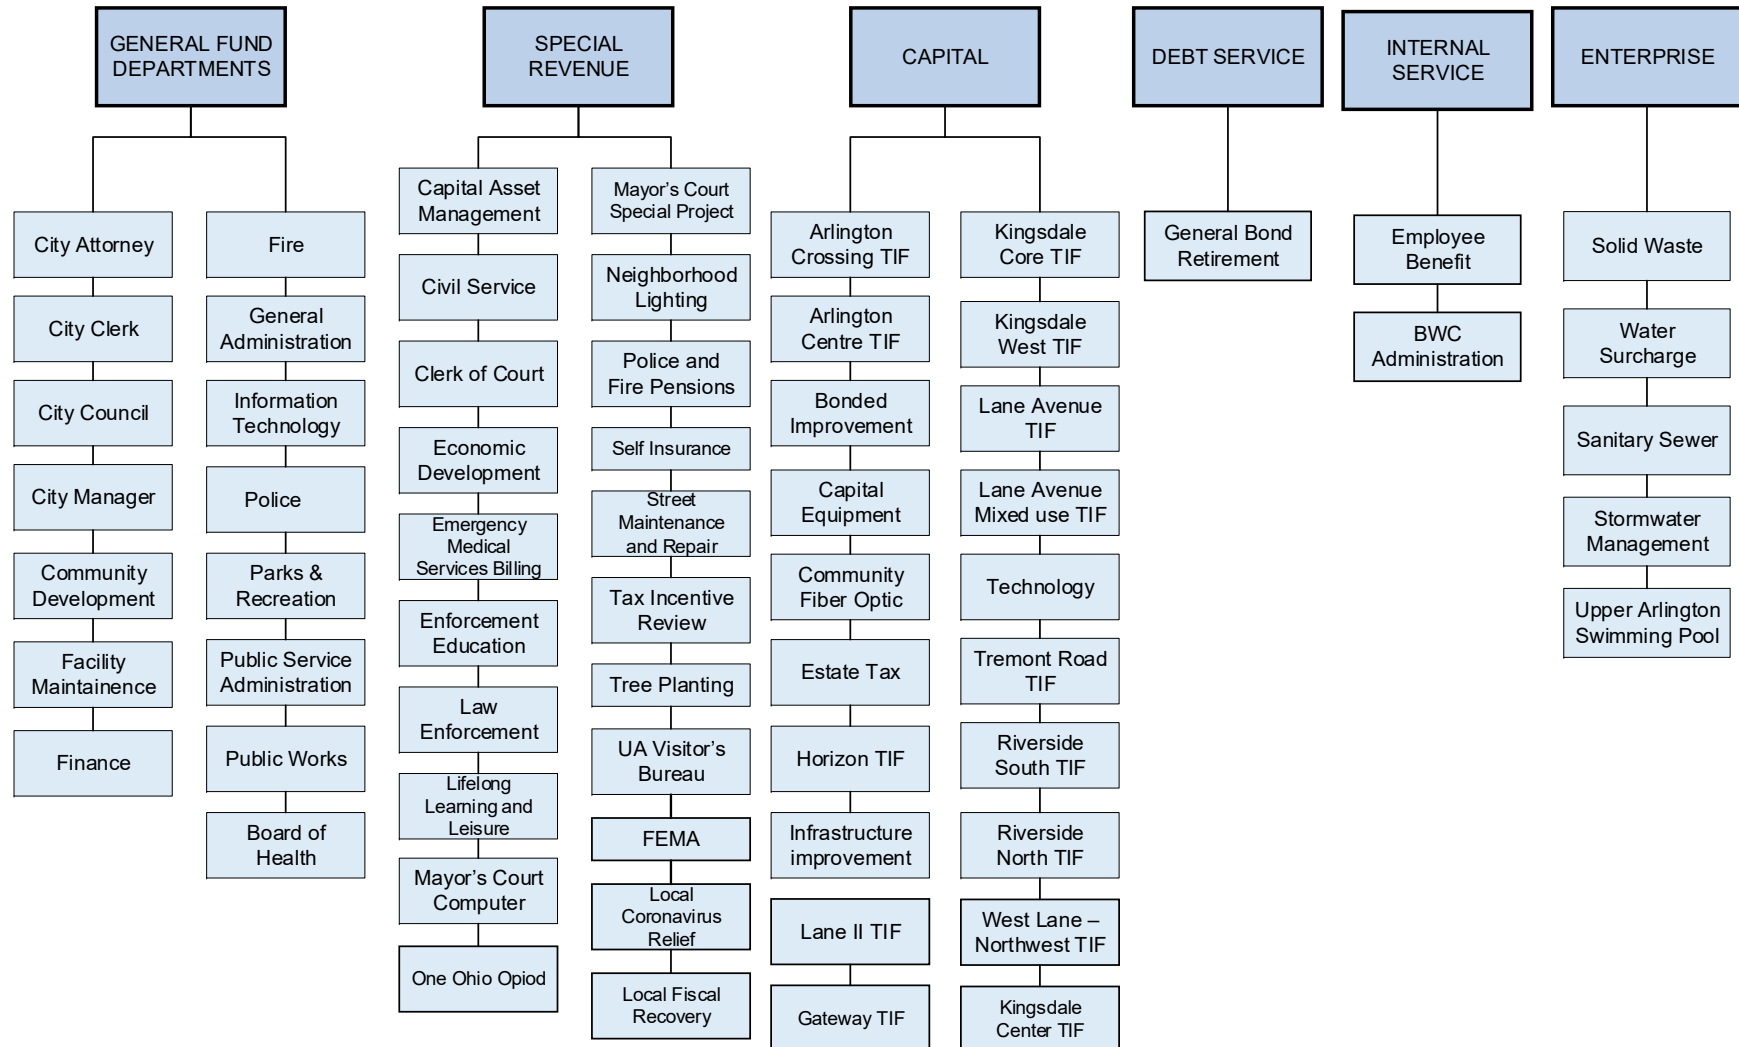 GENERAL FUND
DEPARTMENTS
City Attorney
City Clerk
City Council
City Manager
Community
Development
Facility
Maintainence
Finance
Fire
General
Administration
Information
Technology
Police
Parks &
Recreation
Public Service
Administration
Public Works
Board of
Health
SPECIAL
REVENUE
Capital Asset
Management
Civil Service
Clerk of Court
Economic
Development
Emergency
Medical
Services Billing
Enforcement
Education
Law
Enforcement
Lifelong
Learning and
Leisure
Mayor’s Court
Computer
One Ohio Opiod
Mayor’s Court
Special Project
Neighborhood
Lighting
Police and
Fire Pensions
Self Insurance
Street
Maintenance
and Repair
Tax Incentive
Review
Tree Planting
UA Visitor’s
Bureau
FEMA
Local
Coronavirus
Relief
Local Fiscal
Recovery
CAPITAL
Arlington
Crossing TIF
Arlington
Centre TIF
Bonded
Improvement
Capital
Equipment
Community
Fiber Optic
Estate Tax
Horizon TIF
Infrastructure
improvement
Lane II TIF
Gateway TIF
Kingsdale
Core TIF
Kingsdale
West TIF
Lane Avenue
TIF
Lane Avenue
Mixed use TIF
Technology
Tremont Road
TIF
Riverside
South TIF
Riverside
North TIF
West Lane –
Northwest TIF
Kingsdale
Center TIF
DEBT SERVICE
General Bond
Retirement
INTERNAL
SERVICE
Employee
Benefit
BWC
Administration
ENTERPRISE
Solid Waste
Water
Surcharge
Sanitary Sewer
Stormwater
Management
Upper Arlington
Swimming Pool